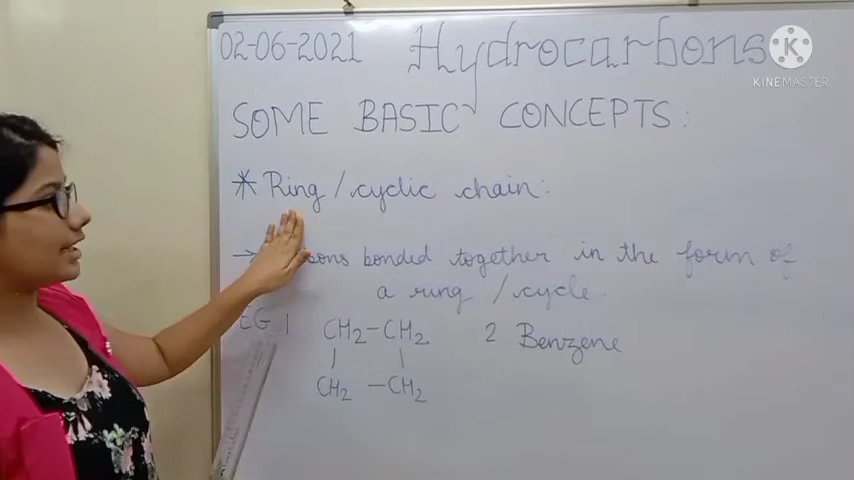 02-06-2021 Hydrocarbons
KINEMASTER
SOME BASIC CONCEPTS:
* Ring / cyclic chain:
→ bonded together in the form of
a ring / cycle.
EG 1 CH2-CH2 2 Benzene
| |
CH2 -CH2